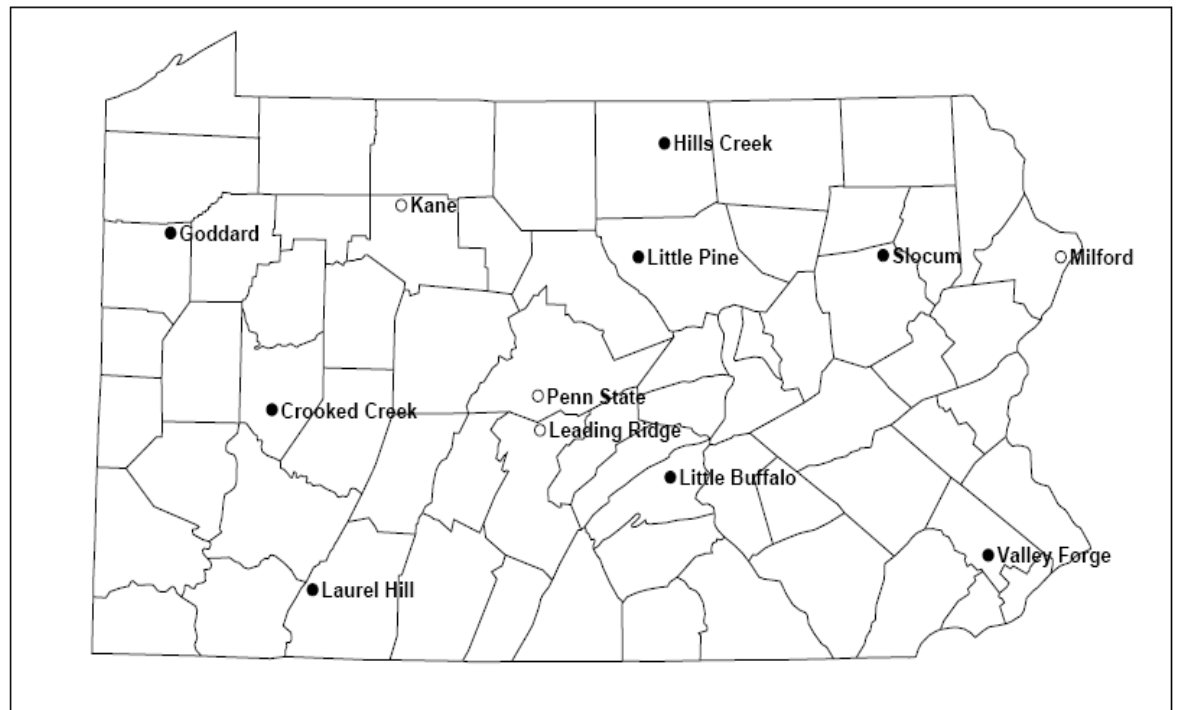 Hills Creek
Kane
Goddard
Little Pine
Slocum
Milford
Penn State
Crooked Creek
Leading Ridge
Little Buffalo
Valley Forge
Laurel Hill